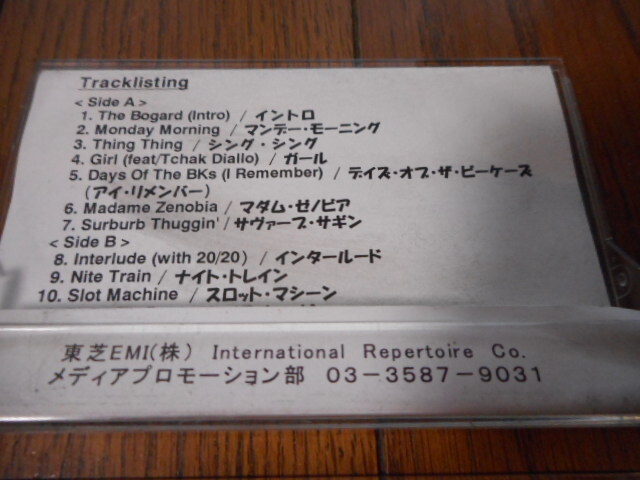 Tracklisting
< Side A >
1. The Bogard (Intro) / イントロ
2. Monday Morning / マンデー・モーニング
3. Thing Thing / シング・シング
4. Girl (feat/Tchak Diallo) / ガール
5. Days Of The BKs (I Remember) / デイズ・オブ・ザ・ビーケーズ
(アイ・リメンバー)
6. Madame Zenobia / マダム・ゼノビア
7. Surburb Thuggin' / サヴァーブ・サギン
< Side B >
8. Interlude (with 20/20) / インタールード
9. Nite Train / ナイト・トレイン
10. Slot Machine / スロット・マシーン
東芝EMI(株) International Repertoire Co.
メディアプロモーション部 03-3587-9031